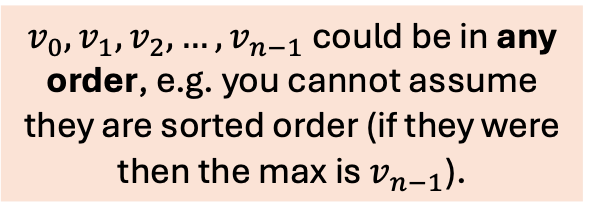 v₀, v₁, v₂, … , vₙ₋₁ could be in any
order, e.g. you cannot assume
they are sorted order (if they were
then the max is vₙ₋₁).